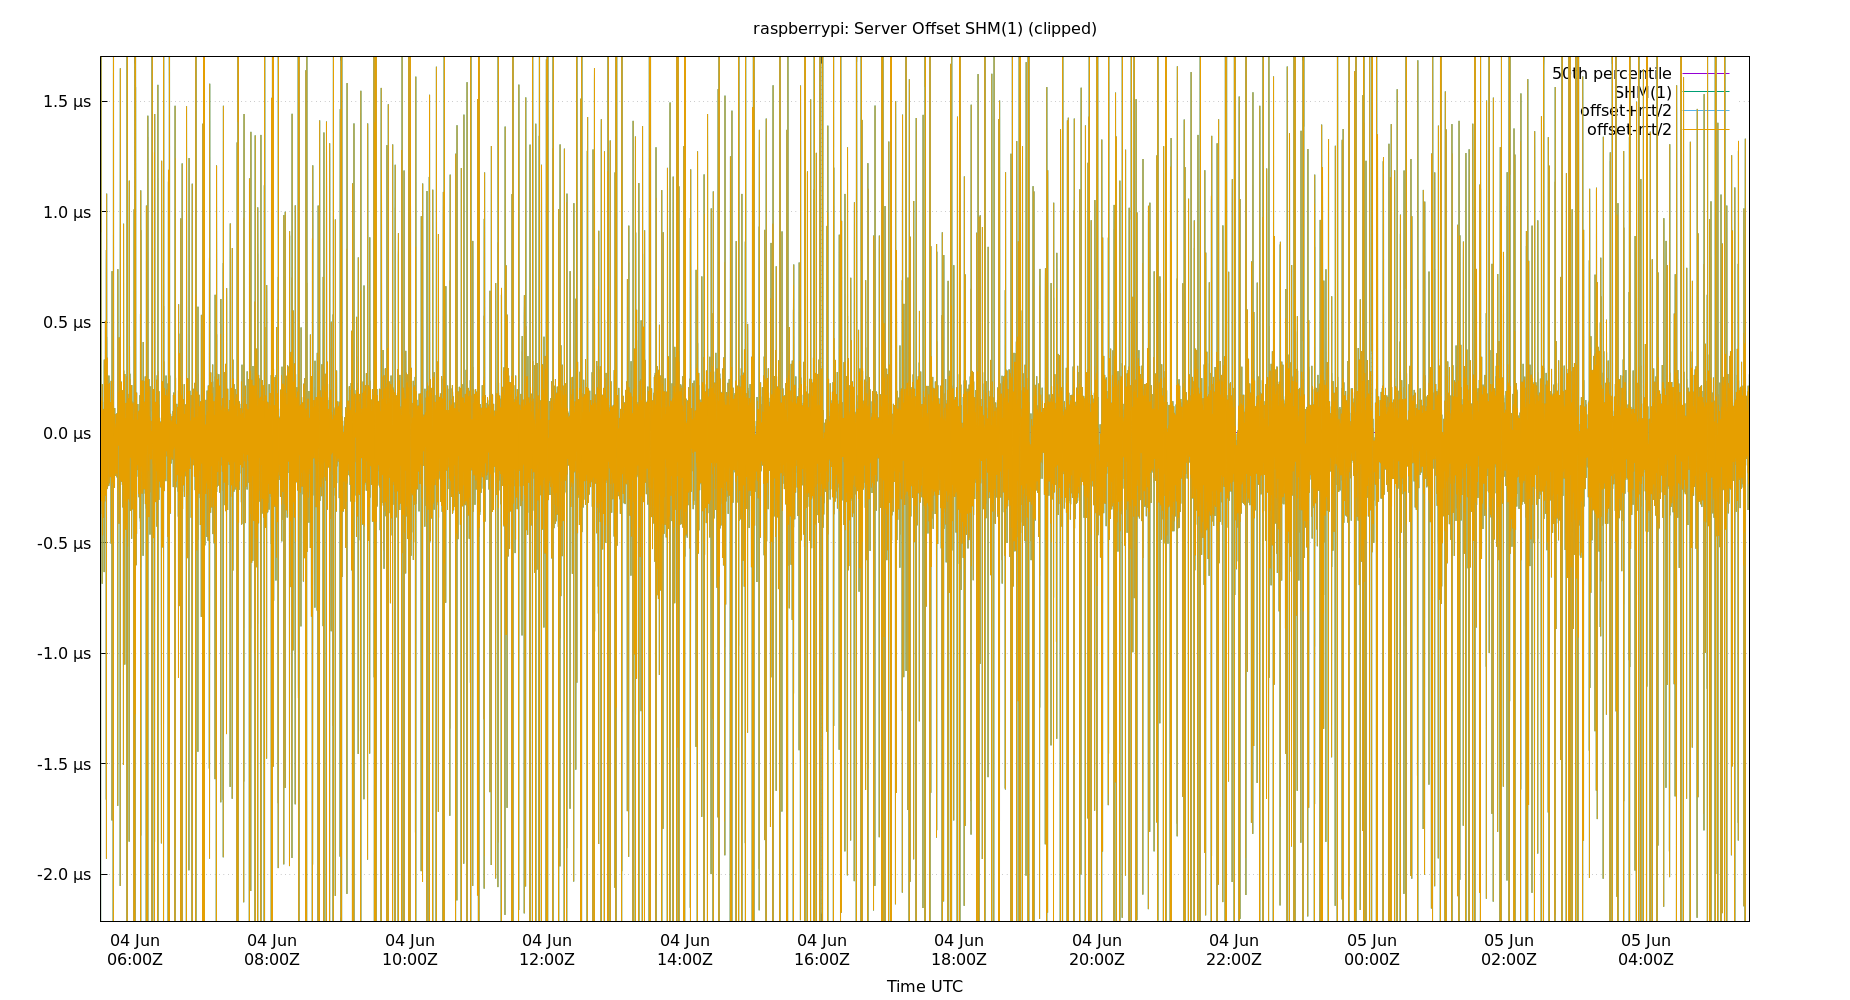 raspberrypi: Server Offset SHM(1) (clipped)
50th percentile
SHM(1)
offset+rtt/2
offset-rtt/2
1.5 µs
1.0 µs
0.5 µs
0.0 µs
-0.5 µs
-1.0 µs
-1.5 µs
-2.0 µs
04 Jun 04 Jun 04 Jun 04 Jun 04 Jun 04 Jun 04 Jun 04 Jun 04 Jun 05 Jun 05 Jun 05 Jun
06:00Z 08:00Z 10:00Z 12:00Z 14:00Z 16:00Z 18:00Z 20:00Z 22:00Z 00:00Z 02:00Z 04:00Z
Time UTC